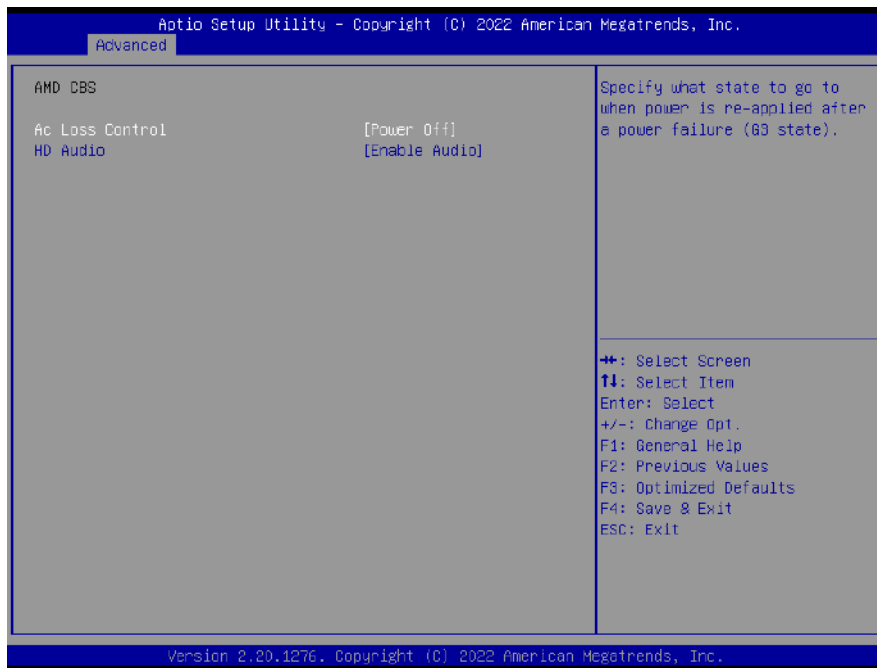 Aptio Setup Utility - Copyright (C) 2022 American Megatrends, Inc.
Advanced
AMD CBS
Ac Loss Control [Power Off]
HD Audio [Enable Audio]
Specify what state to go to
when power is re-applied after
a power failure (G3 state).
→←: Select Screen
↑↓: Select Item
Enter: Select
+/-: Change Opt.
F1: General Help
F2: Previous Values
F3: Optimized Defaults
F4: Save & Exit
ESC: Exit
Version 2.20.1276. Copyright (C) 2022 American Megatrends, Inc.